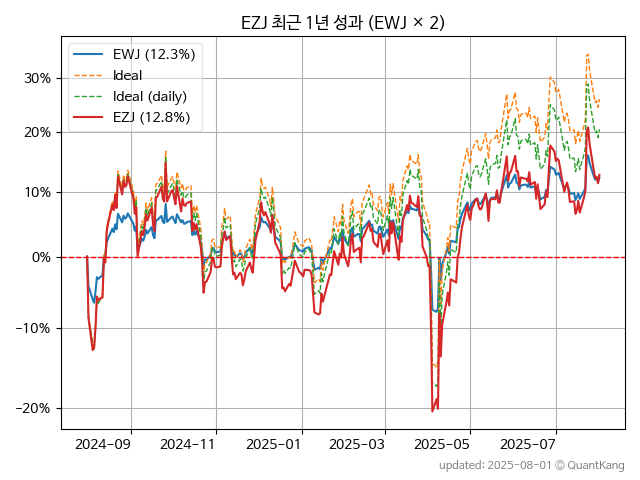 EZJ 최근 1년 성과 (EWJ × 2)
EWJ (12.3%)
Ideal
Ideal (daily)
EZJ (12.8%)
30%
20%
10%
0%
−10%
−20%
2024-09
2024-11
2025-01
2025-03
2025-05
2025-07
updated: 2025-08-01 © QuantKang